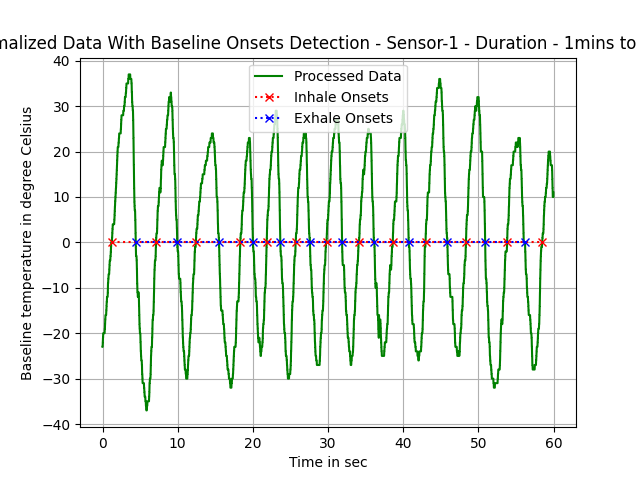 malized Data With Baseline Onsets Detection - Sensor-1 - Duration - 1mins to
Processed Data
Inhale Onsets
Exhale Onsets
Baseline temperature in degree Celsius
40
30
20
10
0
−10
−20
−30
−40
0
10
20
30
40
50
60
Time in sec